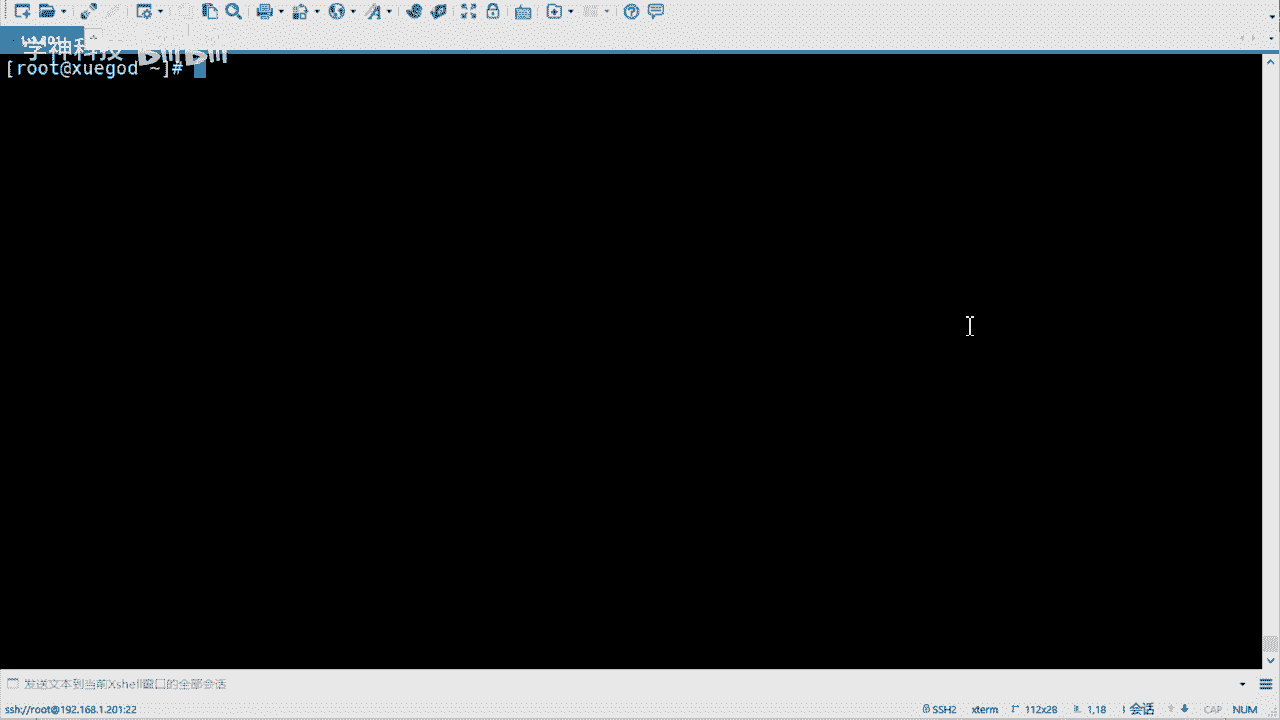 学神科技 bilibili
[root@xuegod ~]#
发送文本到当前Xshell窗口的全部会话
ssh://root@192.168.1.201:22
SSH2 xterm 112x28 1,18 1 会话 CAP NUM